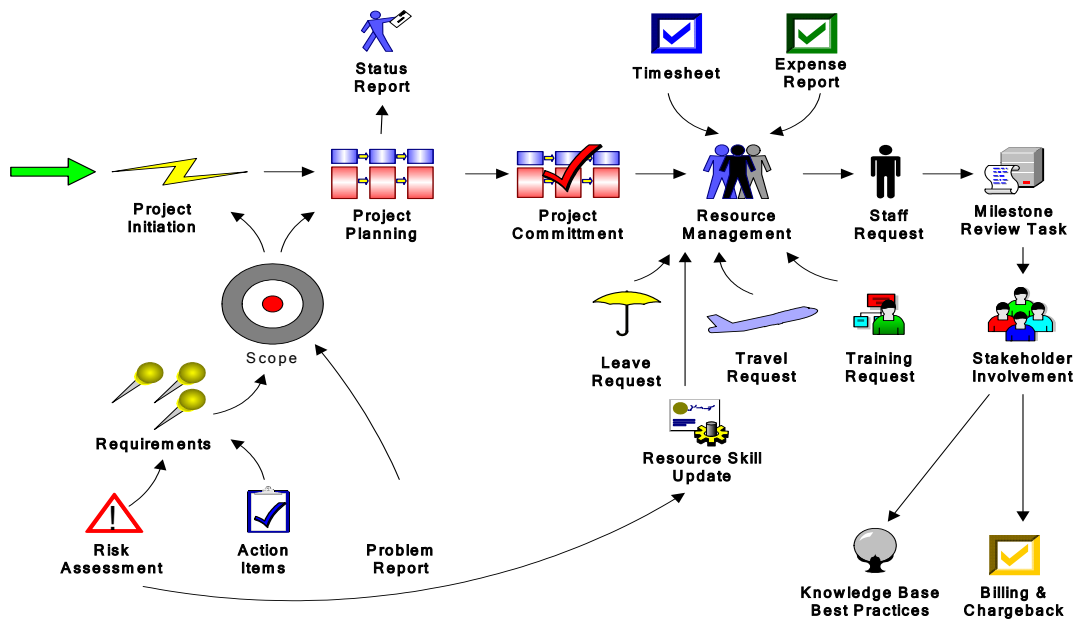 Status
Report
Timesheet
Expense
Report
Project
Initiation
Project
Planning
Project
Committment
Resource
Management
Staff
Request
Milestone
Review Task
Scope
Leave
Request
Travel
Request
Training
Request
Stakeholder
Involvement
Requirements
Resource Skill
Update
!
Risk
Assessment
Action
Items
Problem
Report
Knowledge Base
Best Practices
Billing &
Chargeback